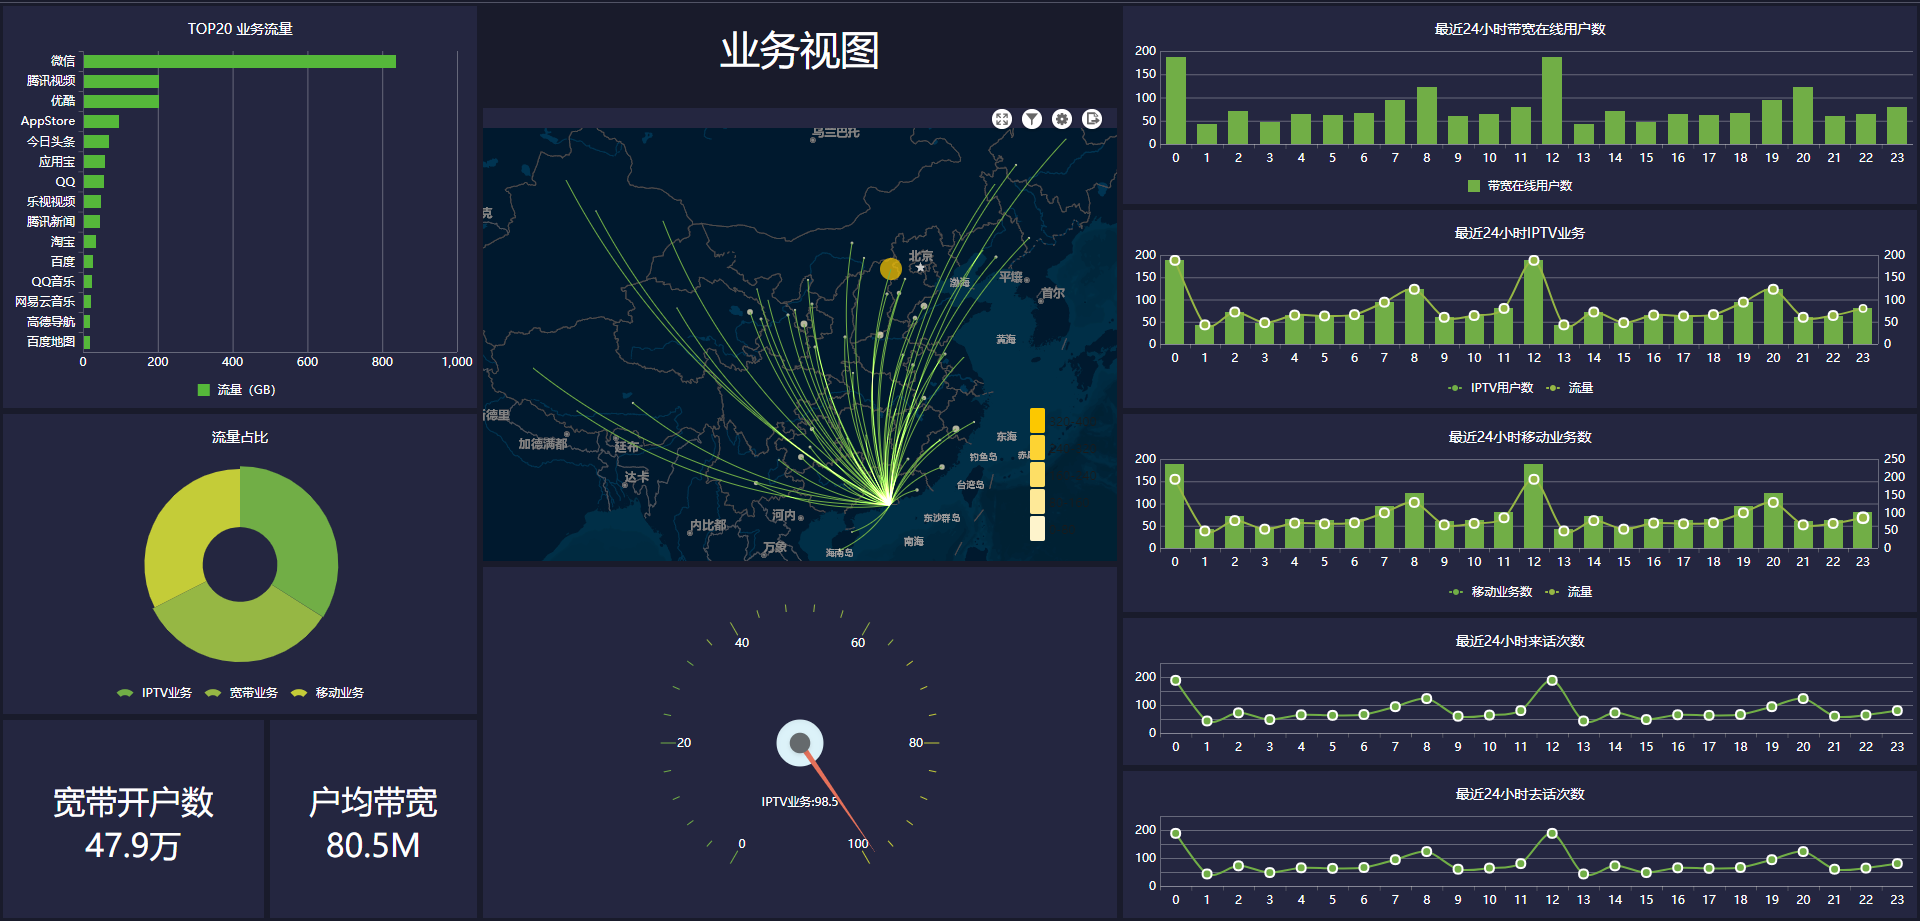 TOP20 业务流量
微信
腾讯视频
优酷
AppStore
今日头条
应用宝
QQ
乐视视频
腾讯新闻
淘宝
百度
QQ音乐
网易云音乐
高德导航
百度地图
0 200 400 600 800 1,000
流量（GB）
流量占比
IPTV业务 宽带业务 移动业务
宽带开户数
47.9万
户均带宽
80.5M
业务视图
乌兰巴托
克
北京
渤海
平壤
首尔
黄海
德里
加德满都
廷布
达卡
东海
钓鱼岛
赤
台湾岛
内比都
河内
东沙群岛
万象
海南岛
南海
40 60
20 80
IPTV业务:98.5
0 100
最近24小时带宽在线用户数
200
150
100
50
0
0 1 2 3 4 5 6 7 8 9 10 11 12 13 14 15 16 17 18 19 20 21 22 23
带宽在线用户数
最近24小时IPTV业务
200 200
150 150
100 100
50 50
0 0
0 1 2 3 4 5 6 7 8 9 10 11 12 13 14 15 16 17 18 19 20 21 22 23
IPTV用户数 流量
最近24小时移动业务数
200 250
150 200
100 150
50 100
0 50
0
0 1 2 3 4 5 6 7 8 9 10 11 12 13 14 15 16 17 18 19 20 21 22 23
移动业务数 流量
最近24小时来话次数
200
100
0
0 1 2 3 4 5 6 7 8 9 10 11 12 13 14 15 16 17 18 19 20 21 22 23
最近24小时去话次数
200
100
0
0 1 2 3 4 5 6 7 8 9 10 11 12 13 14 15 16 17 18 19 20 21 22 23